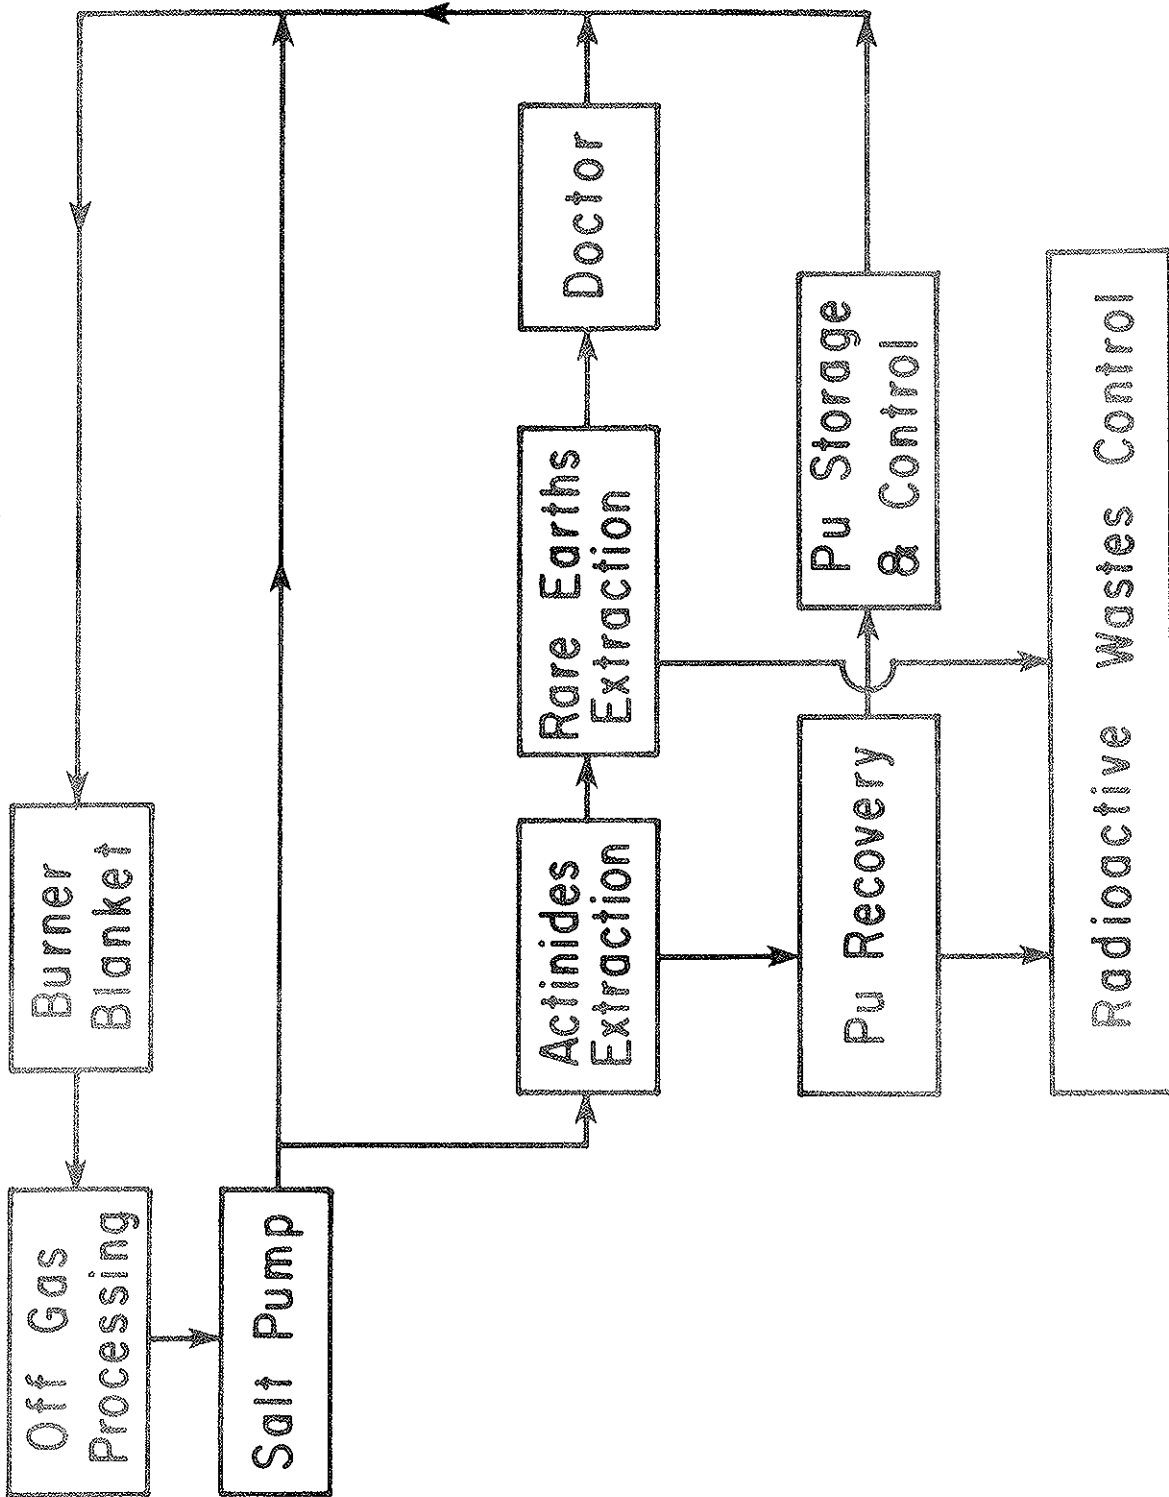 Off Gas
Processing
Burner
Blanket
Salt Pump
Actinides
Extraction
Rare Earths
Extraction
Doctor
Pu Recovery
Pu Storage
& Control
Radioactive Wastes Control